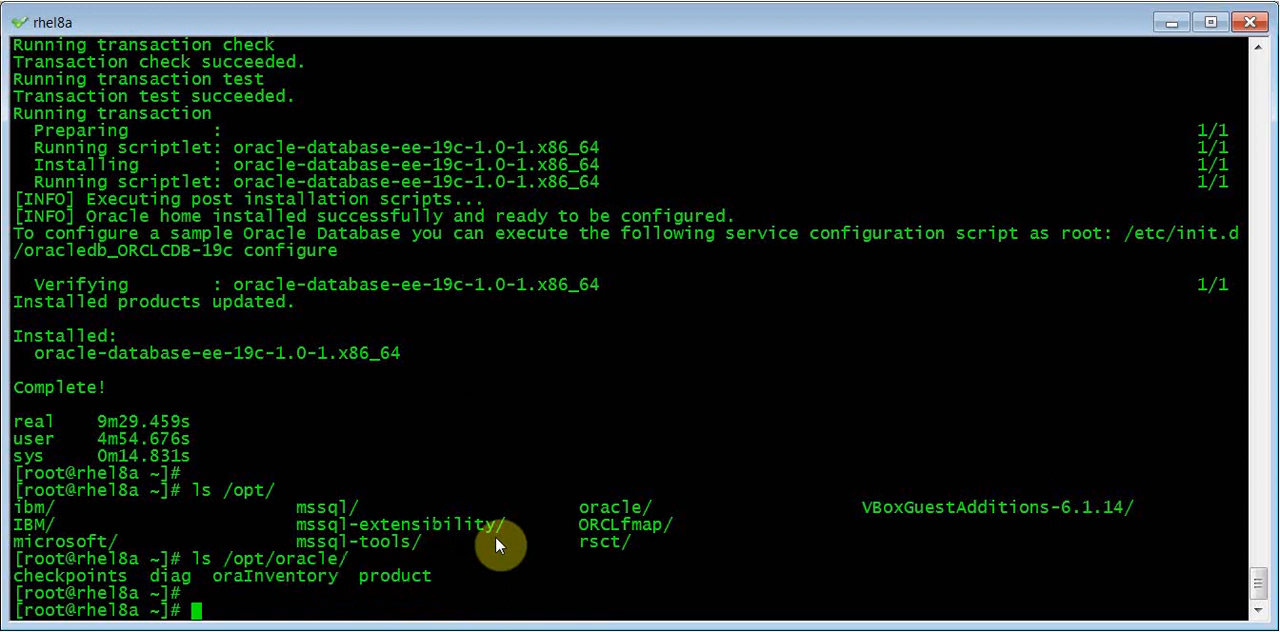 rhel8a
Running transaction check
Transaction check succeeded.
Running transaction test
Transaction test succeeded.
Running transaction
  Preparing        :                                                                                             1/1
  Running scriptlet: oracle-database-ee-19c-1.0-1.x86_64                                                         1/1
  Installing       : oracle-database-ee-19c-1.0-1.x86_64                                                         1/1
  Running scriptlet: oracle-database-ee-19c-1.0-1.x86_64                                                         1/1
[INFO] Executing post installation scripts...
[INFO] Oracle home installed successfully and ready to be configured.
To configure a sample Oracle Database you can execute the following service configuration script as root: /etc/init.d
/oracledb_ORCLCDB-19c configure
  Verifying        : oracle-database-ee-19c-1.0-1.x86_64                                                         1/1
Installed products updated.
Installed:
  oracle-database-ee-19c-1.0-1.x86_64
Complete!
real    9m29.459s
user    4m54.676s
sys     0m14.831s
[root@rhel8a ~]#
[root@rhel8a ~]# ls /opt/
ibm/                       mssql/                     oracle/                    VBoxGuestAdditions-6.1.14/
IBM/                       mssql-extensibility/       ORCLfmap/
microsoft/                 mssql-tools/               rsct/
[root@rhel8a ~]# ls /opt/oracle/
checkpoints  diag  oraInventory  product
[root@rhel8a ~]#
[root@rhel8a ~]#